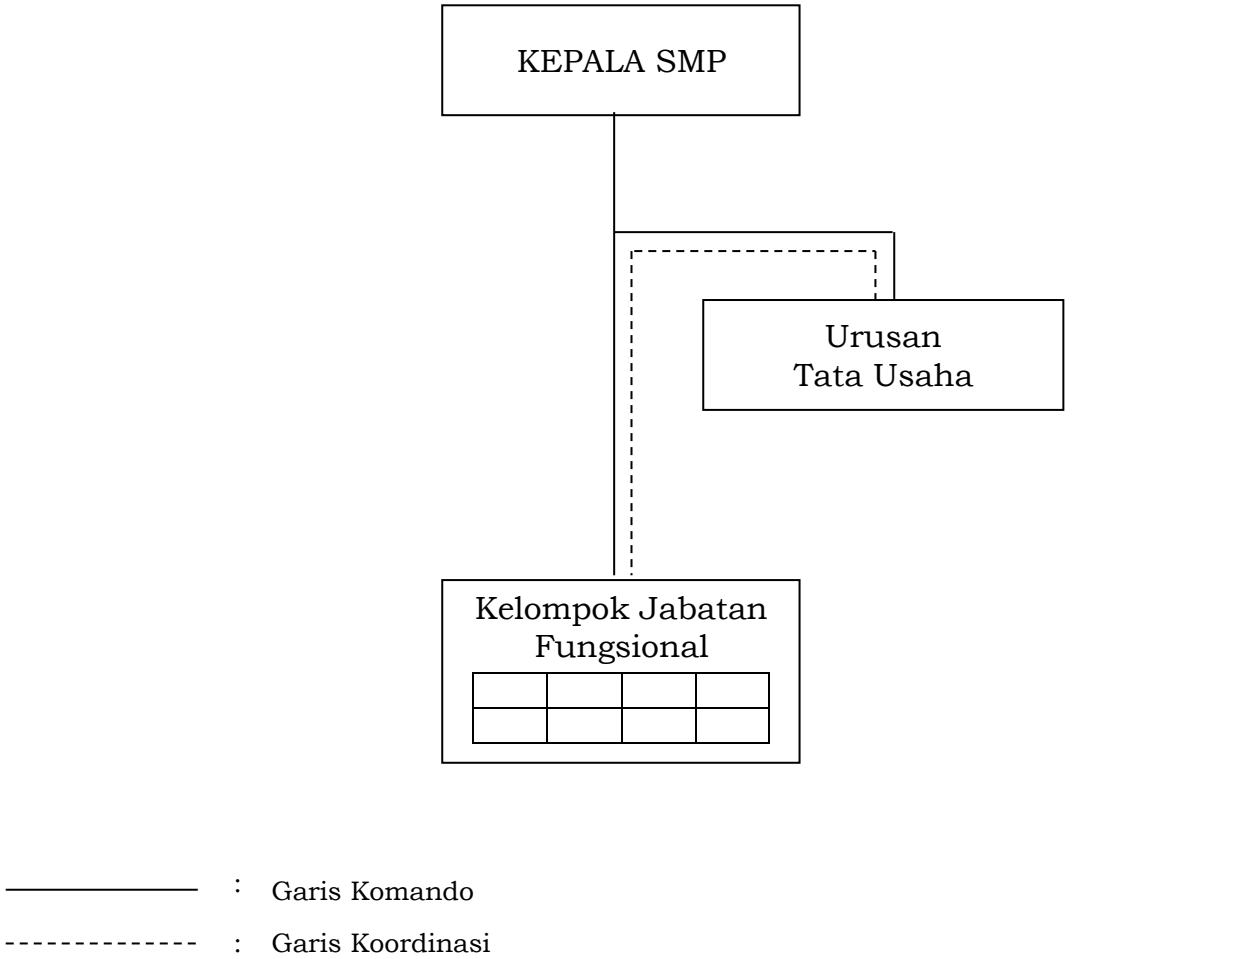 KEPALA SMP
Urusan
Tata Usaha
Kelompok Jabatan
Fungsional
: Garis Komando
: Garis Koordinasi